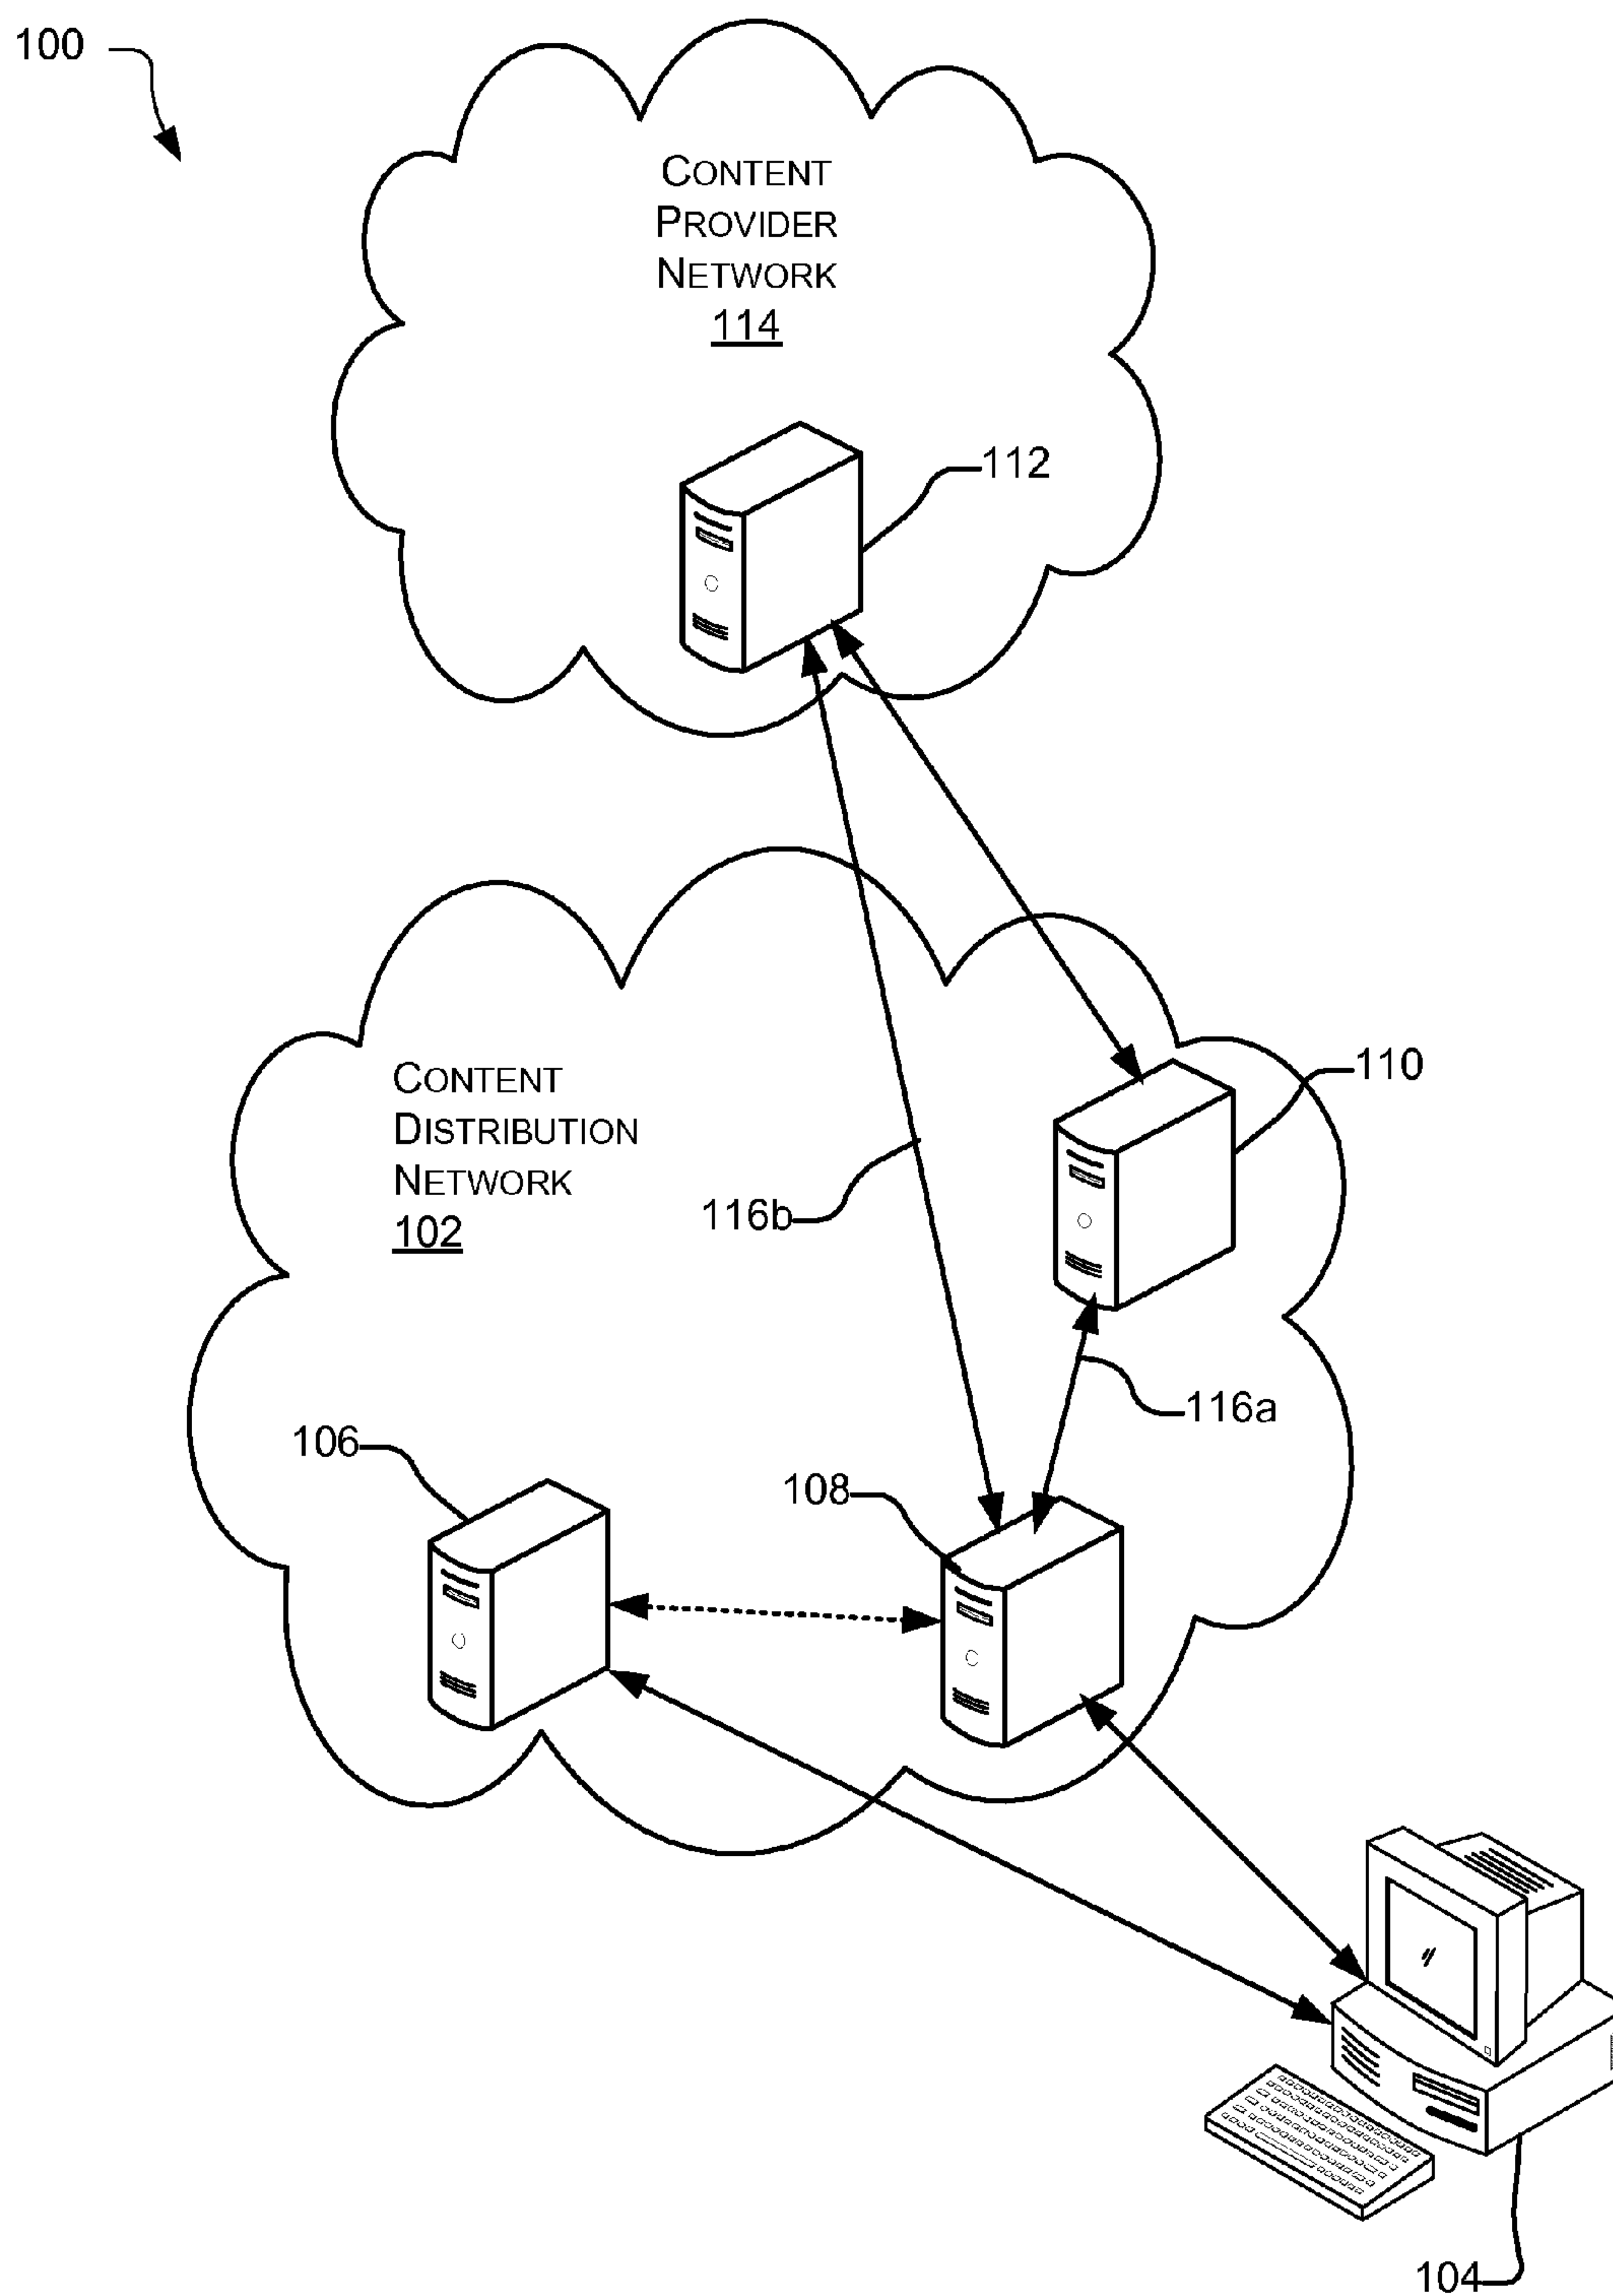 100
CONTENT
PROVIDER
NETWORK
114
112
CONTENT
DISTRIBUTION
NETWORK
102
110
116b
116a
106
108
104